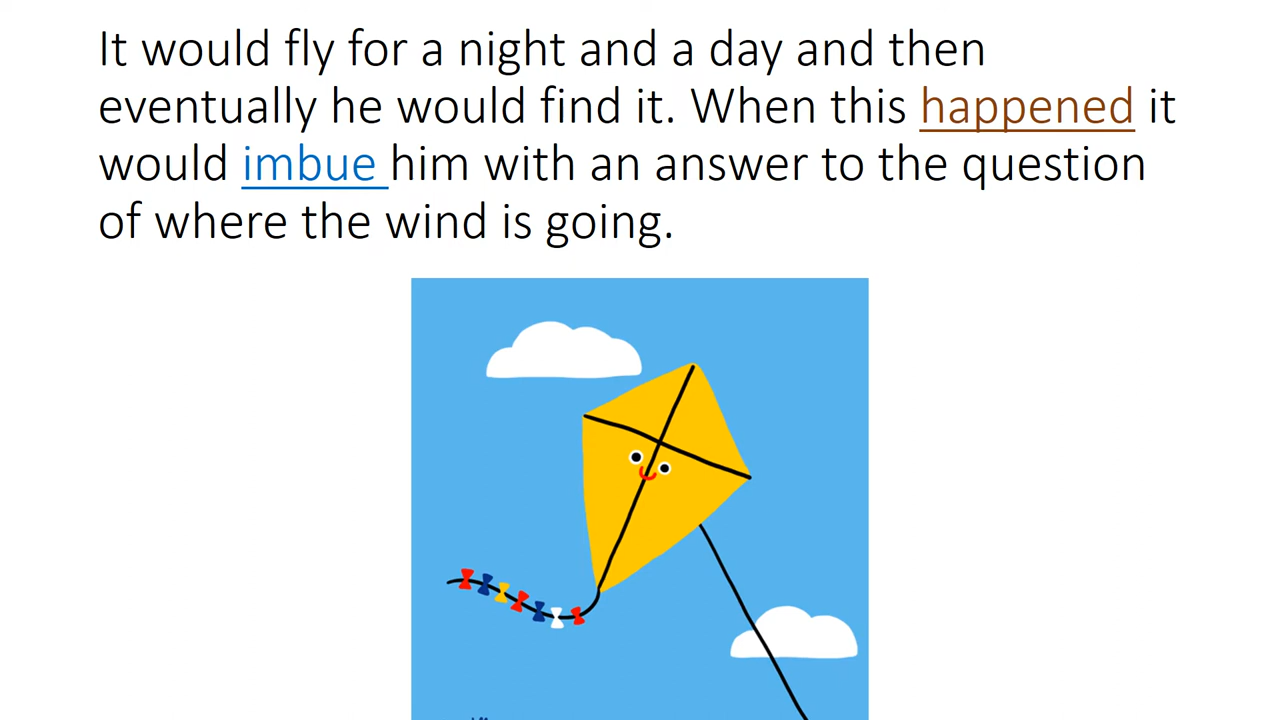 It would fly for a night and a day and then
eventually he would find it. When this happened it
would imbue him with an answer to the question
of where the wind is going.